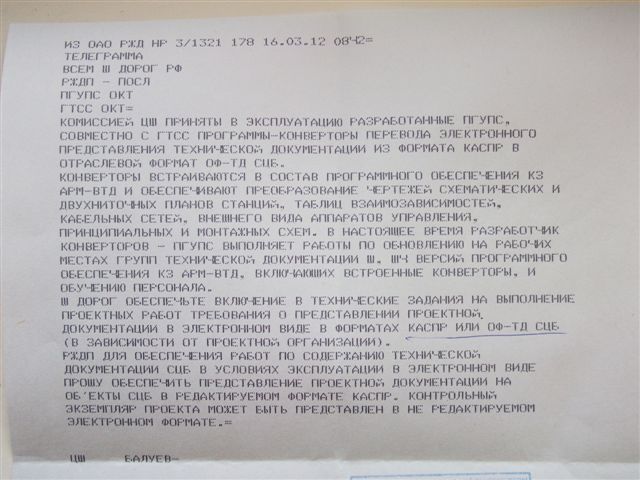 ИЗ ОАО РЖД НР 3/1321 178 16.03.12 0842=
ТЕЛЕГРАММА
ВСЕМ Ш ДОРОГ РФ
РЖДП - ПОСЛ
ПГУПС ОКТ
ГТСС ОКТ=
КОМИССИЕЙ ЦШ ПРИНЯТЫ В ЭКСПЛУАТАЦИЮ РАЗРАБОТАННЫЕ ПГУПС,
СОВМЕСТНО С ГТСС ПРОГРАММЫ-КОНВЕРТОРЫ ПЕРЕВОДА ЭЛЕКТРОННОГО
ПРЕДСТАВЛЕНИЯ ТЕХНИЧЕСКОЙ ДОКУМЕНТАЦИИ ИЗ ФОРМАТА КАСПР В
ОТРАСЛЕВОЙ ФОРМАТ ОФ-ТД СЦБ.
КОНВЕРТОРЫ ВСТРАИВАЮТСЯ В СОСТАВ ПРОГРАММНОГО ОБЕСПЕЧЕНИЯ КЗ
АРМ-ВТД И ОБЕСПЕЧИВАЮТ ПРЕОБРАЗОВАНИЕ ЧЕРТЕЖЕЙ СХЕМАТИЧЕСКИХ И
ДВУХНИТОЧНЫХ ПЛАНОВ СТАНЦИЙ, ТАБЛИЦ ВЗАИМОЗАВИСИМОСТЕЙ,
КАБЕЛЬНЫХ СЕТЕЙ, ВНЕШНЕГО ВИДА АППАРАТОВ УПРАВЛЕНИЯ,
ПРИНЦИПИАЛЬНЫХ И МОНТАЖНЫХ СХЕМ. В НАСТОЯЩЕЕ ВРЕМЯ РАЗРАБОТЧИК
КОНВЕРТОРОВ - ПГУПС ВЫПОЛНЯЕТ РАБОТЫ ПО ОБНОВЛЕНИЮ НА РАБОЧИХ
МЕСТАХ ГРУПП ТЕХНИЧЕСКОЙ ДОКУМЕНТАЦИИ Ш, ШЧ ВЕРСИЙ ПРОГРАММНОГО
ОБЕСПЕЧЕНИЯ КЗ АРМ-ВТД, ВКЛЮЧАЮЩИХ ВСТРОЕННЫЕ КОНВЕРТОРЫ, И
ОБУЧЕНИЮ ПЕРСОНАЛА.
Ш ДОРОГ ОБЕСПЕЧЬТЕ ВКЛЮЧЕНИЕ В ТЕХНИЧЕСКИЕ ЗАДАНИЯ НА ВЫПОЛНЕНИЕ
ПРОЕКТНЫХ РАБОТ ТРЕБОВАНИЯ О ПРЕДСТАВЛЕНИИ ПРОЕКТНОЙ
ДОКУМЕНТАЦИИ В ЭЛЕКТРОННОМ ВИДЕ В ФОРМАТАХ КАСПР ИЛИ ОФ-ТД СЦБ
(В ЗАВИСИМОСТИ ОТ ПРОЕКТНОЙ ОРГАНИЗАЦИИ).
РЖДП ДЛЯ ОБЕСПЕЧЕНИЯ РАБОТ ПО СОДЕРЖАНИЮ ТЕХНИЧЕСКОЙ
ДОКУМЕНТАЦИИ СЦБ В УСЛОВИЯХ ЭКСПЛУАТАЦИИ В ЭЛЕКТРОННОМ ВИДЕ
ПРОШУ ОБЕСПЕЧИТЬ ПРЕДСТАВЛЕНИЕ ПРОЕКТНОЙ ДОКУМЕНТАЦИИ НА
ОБ'ЕКТЫ СЦБ В РЕДАКТИРУЕМОМ ФОРМАТЕ КАСПР. КОНТРОЛЬНЫЙ
ЭКЗЕМПЛЯР ПРОЕКТА МОЖЕТ БЫТЬ ПРЕДСТАВЛЕН В НЕ РЕДАКТИРУЕМОМ
ЭЛЕКТРОННОМ ФОРМАТЕ.=
ЦШ БАЛУЕВ-